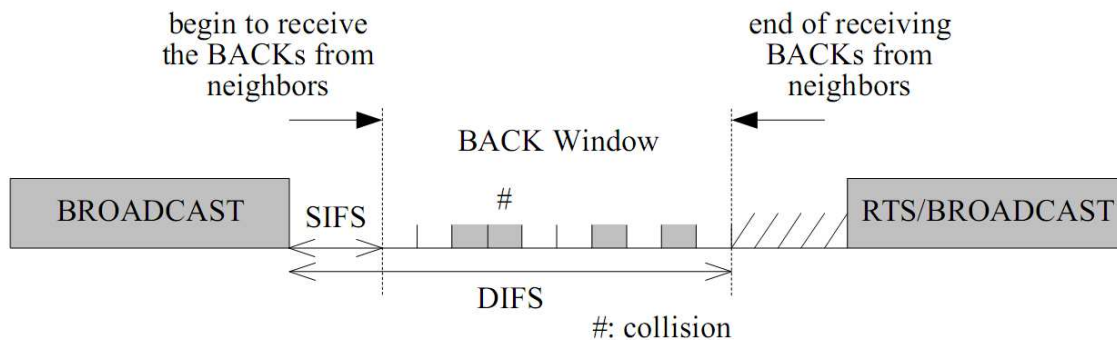 begin to receive
the BACKs from
neighbors
end of receiving
BACKs from
neighbors
BACK Window
#
BROADCAST
SIFS
RTS/BROADCAST
DIFS
#: collision